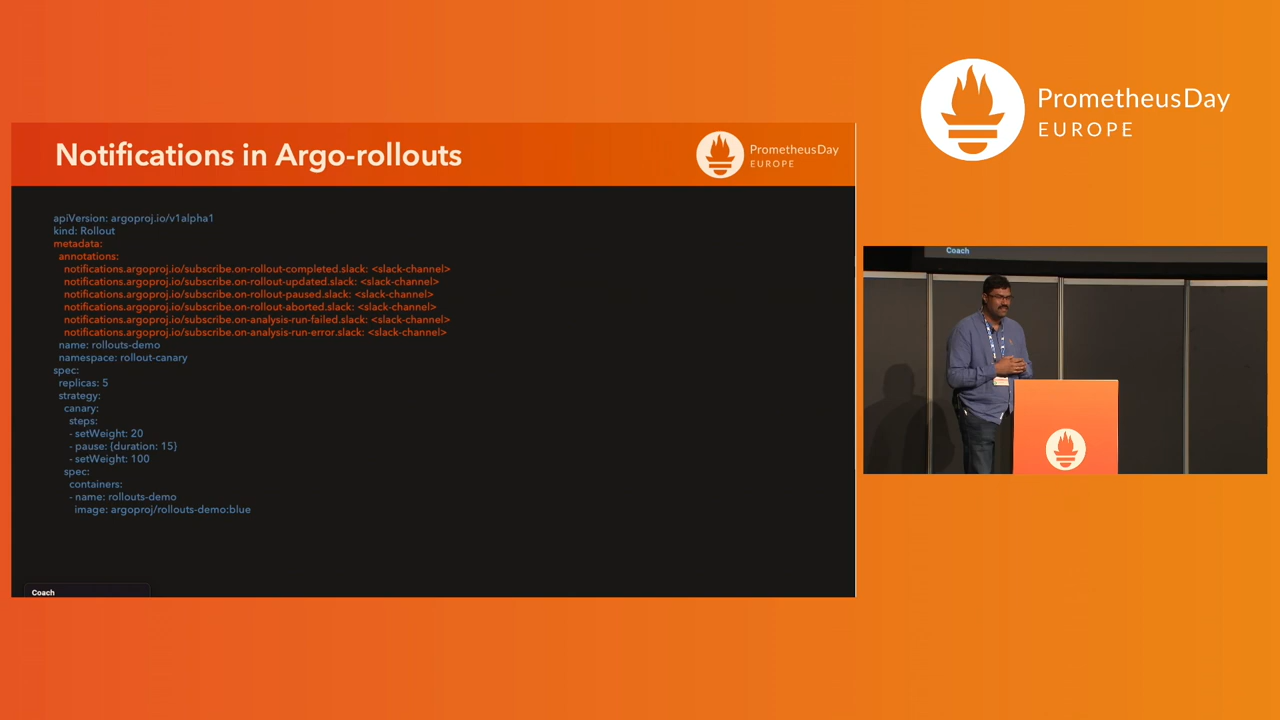 PrometheusDay
EUROPE
Notifications in Argo-rollouts
PrometheusDay
EUROPE
apiVersion: argoproj.io/v1alpha1
kind: Rollout
metadata:
annotations:
notifications.argoproj.io/subscribe.on-rollout-completed.slack: <slack-channel>
notifications.argoproj.io/subscribe.on-rollout-updated.slack: <slack-channel>
notifications.argoproj.io/subscribe.on-rollout-paused.slack: <slack-channel>
notifications.argoproj.io/subscribe.on-rollout-aborted.slack: <slack-channel>
notifications.argoproj.io/subscribe.on-analysis-run-failed.slack: <slack-channel>
notifications.argoproj.io/subscribe.on-analysis-run-error.slack: <slack-channel>
name: rollouts-demo
namespace: rollout-canary
spec:
replicas: 5
strategy:
canary:
steps:
- setWeight: 20
- pause: {duration: 15}
- setWeight: 100
spec:
containers:
- name: rollouts-demo
image: argoproj/rollouts-demo:blue
Coach
Coach